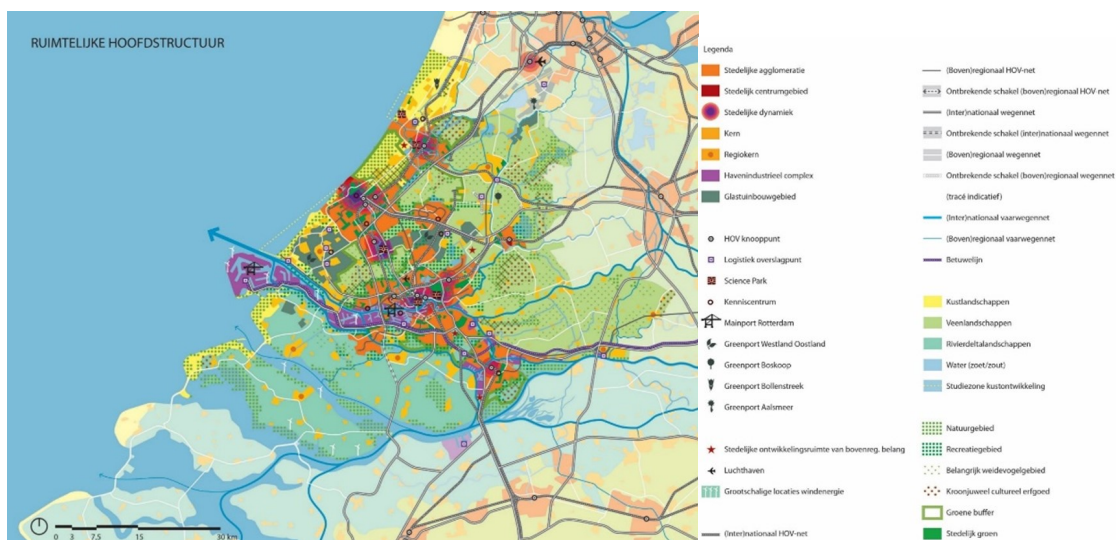 RUIMTELIJKE HOOFDSTRUCTUUR
0 3 7,5 15 30 km
Legenda
Stedelijke agglomeratie
Stedelijk centrumgebied
Stedelijke dynamiek
Kern
Regiokern
Havenindustrieel complex
Glastuinbouwgebied
HOV knooppunt
Logistiek overslagpunt
Science Park
Kenniscentrum
Mainport Rotterdam
Greenport Westland Oostland
Greenport Boskoop
Greenport Bollenstreek
Greenport Aalsmeer
Stedelijke ontwikkelingsruimte van bovenreg. belang
Luchthaven
Grootschalige locaties windenergie
(Inter)nationaal HOV-net
(Boven)regionaal HOV-net
Ontbrekende schakel (boven)regionaal HOV net
(Inter)nationaal wegennet
Ontbrekende schakel (inter)nationaal wegennet
(Boven)regionaal wegennet
Ontbrekende schakel (boven)regionaal wegennet
(tracé indicatief)
(Inter)nationaal vaarwegennet
(Boven)regionaal vaarwegennet
Betuwelijn
Kustlandschappen
Veenlandschappen
Rivierdeltalandschappen
Water (zoet/zout)
Studiezone kustontwikkeling
Natuurgebied
Recreatiegebied
Belangrijk weidevogelgebied
Kroonjuweel cultureel erfgoed
Groene buffer
Stedelijk groen